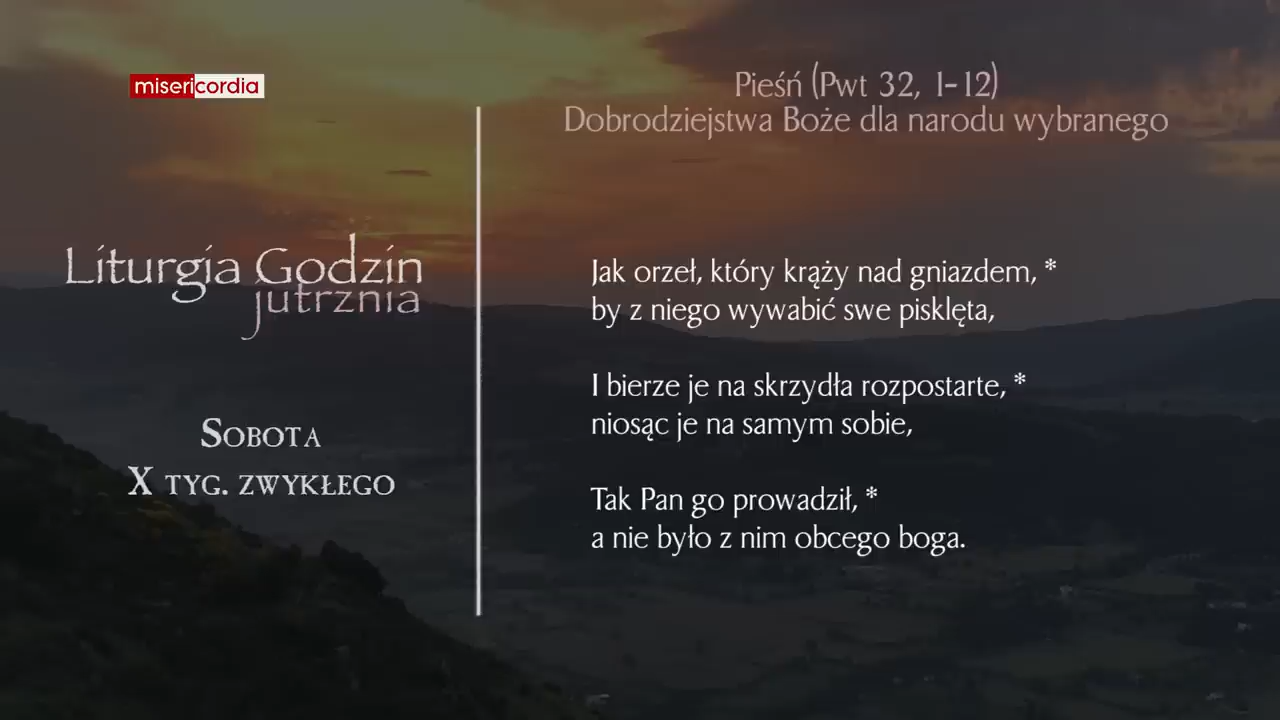 misericordia
Liturgia Godzin
jutrznia
Sobota
X tyg. zwykłego
Pieśń (Pwt 32, 1-12)
Dobrodziejstwa Boże dla narodu wybranego
Jak orzeł, który krąży nad gniazdem, *
by z niego wywabić swe pisklęta,
I bierze je na skrzydła rozpostarte, *
niosąc je na samym sobie,
Tak Pan go prowadził, *
a nie było z nim obcego boga.